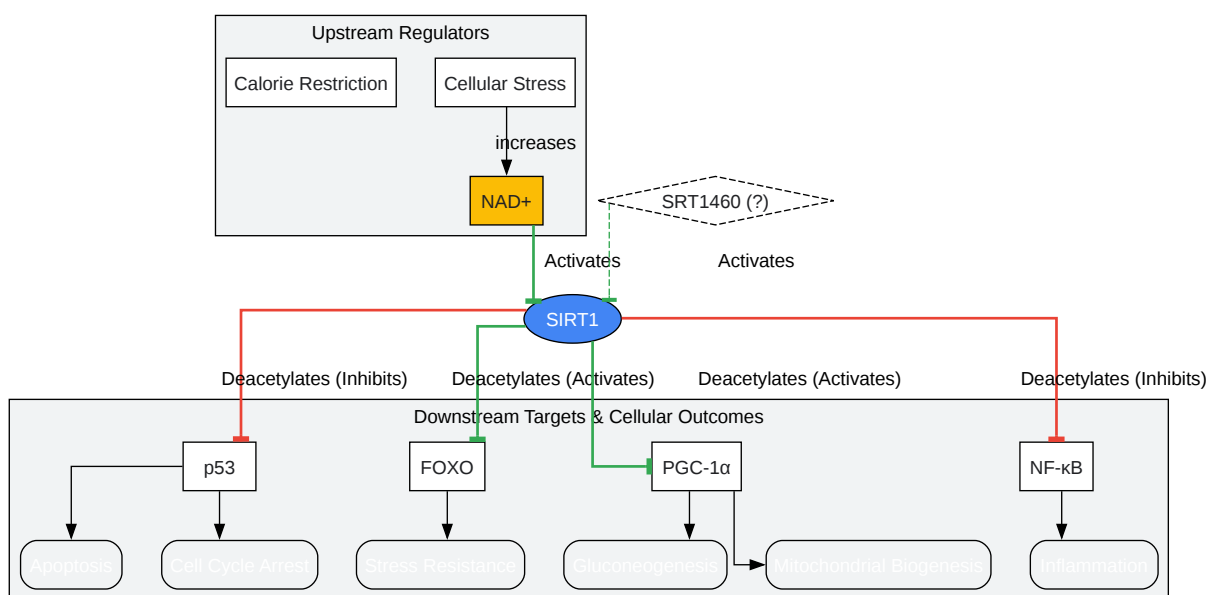 Upstream Regulators
Calorie Restriction
Cellular Stress
increases
NAD+
SRT1460 (?)
Activates
Activates
SIRT1
Deacetylates (Inhibits)
Deacetylates (Activates)
Deacetylates (Activates)
Deacetylates (Inhibits)
Downstream Targets & Cellular Outcomes
p53
FOXO
PGC-1α
NF-κB
Apoptosis
Cell Cycle Arrest
Stress Resistance
Gluconeogenesis
Mitochondrial Biogenesis
Inflammation